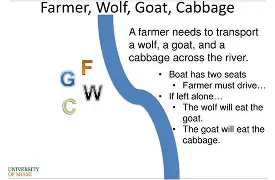 Farmer, Wolf, Goat, Cabbage
A farmer needs to transport
a wolf, a goat, and a
cabbage across the river.
• Boat has two seats
• Farmer must drive…
• If left alone…
• The wolf will eat the
goat.
• The goat will eat the
cabbage.
F
G
W
C
UNIVERSITY
OF MIAMI